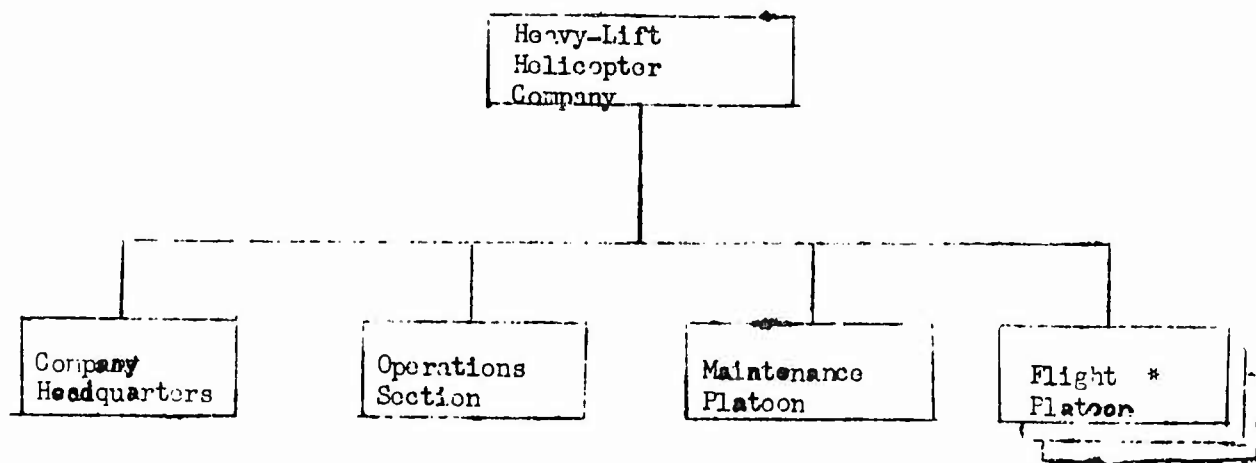 Heavy-Lift
Helicopter
Company
Company
Headquarters
Operations
Section
Maintenance
Platoon
Flight *
Platoon